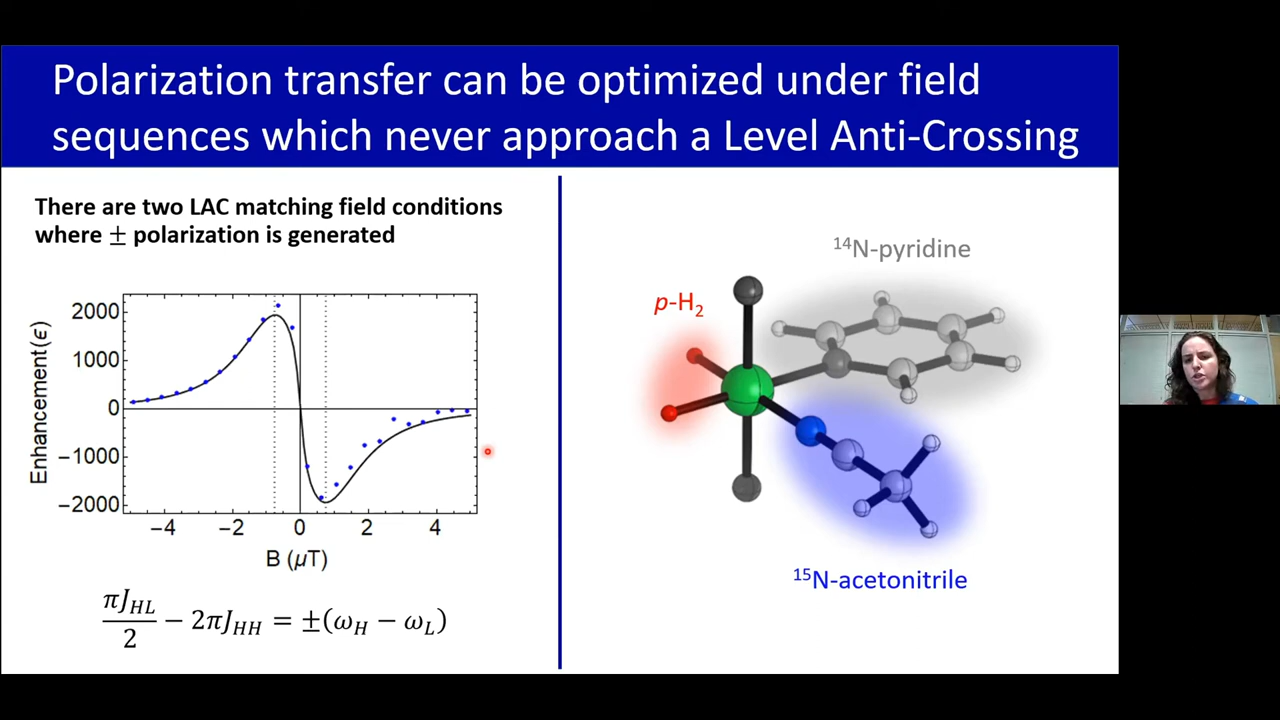 Polarization transfer can be optimized under field
sequences which never approach a Level Anti-Crossing
There are two LAC matching field conditions
where ± polarization is generated
Enhancement(ϵ)
2000
1000
0
−1000
−2000
−4 −2 0 2 4
B (μT)
πJ_HL/2 − 2πJ_HH = ±(ω_H − ω_L)
¹⁴N-pyridine
p-H₂
¹⁵N-acetonitrile